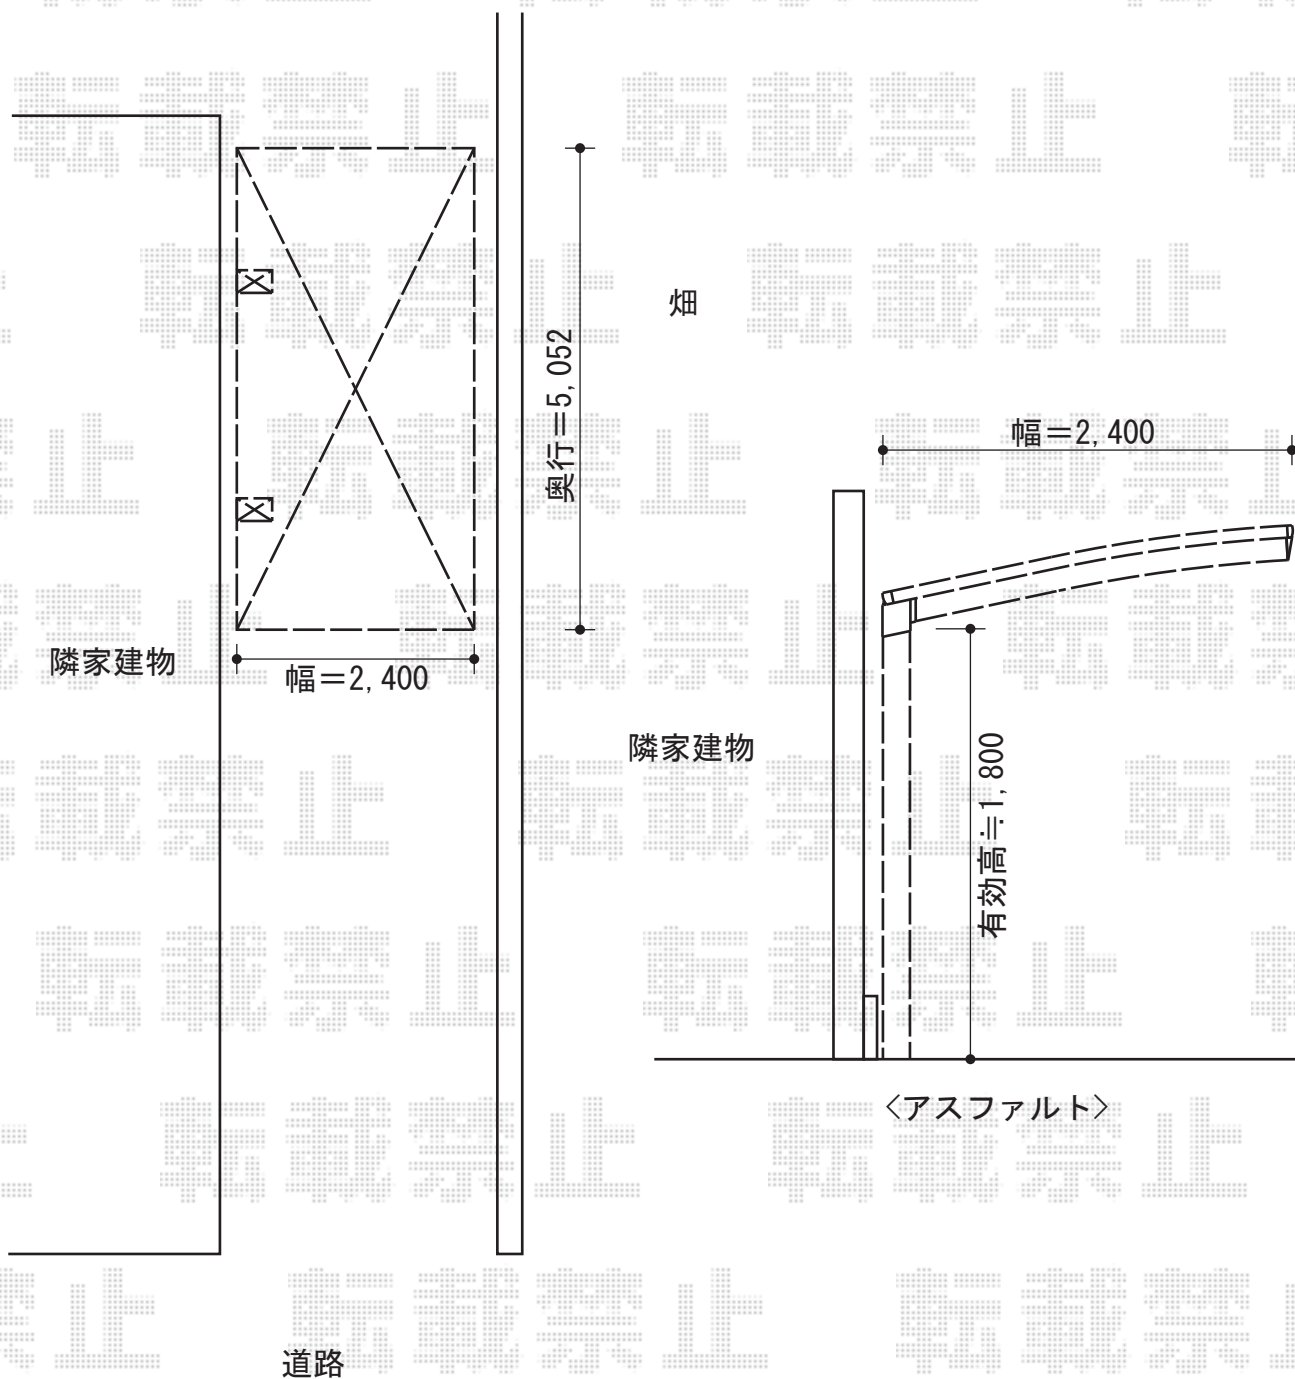 畑
奥行＝5,052
幅＝2,400
隣家建物
幅＝2,400
隣家建物
有効高≒1,800
〈アスファルト〉
道路
転載禁止